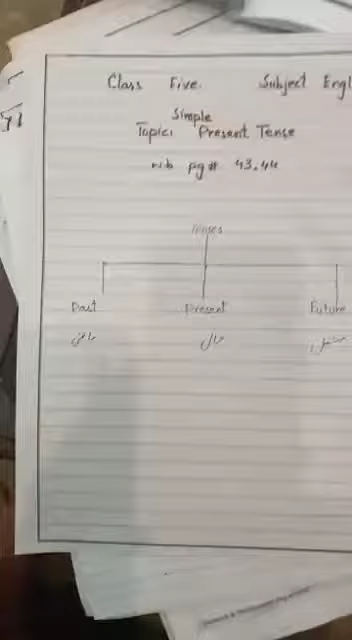 Class Five. Subject Engl
Simple
Topic: Present Tense
w.b pg# 43,44
Tenses
Past Present Future
ماضی حال مستقبل